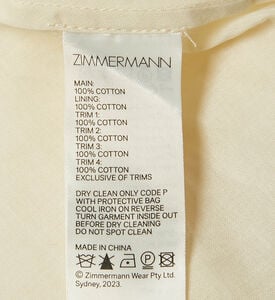 ZIMMERMANN
MAIN:
100% COTTON
LINING:
100% COTTON
TRIM 1:
100% COTTON
TRIM 2:
100% COTTON
TRIM 3:
100% COTTON
TRIM 4:
100% COTTON
EXCLUSIVE OF TRIMS
DRY CLEAN ONLY CODE P
WITH PROTECTIVE BAG
COOL IRON ON REVERSE
TURN GARMENT INSIDE OUT
BEFORE DRY CLEANING
DO NOT SPOT CLEAN
MADE IN CHINA
P
© Zimmermann Wear Pty Ltd.
Sydney, 2023.